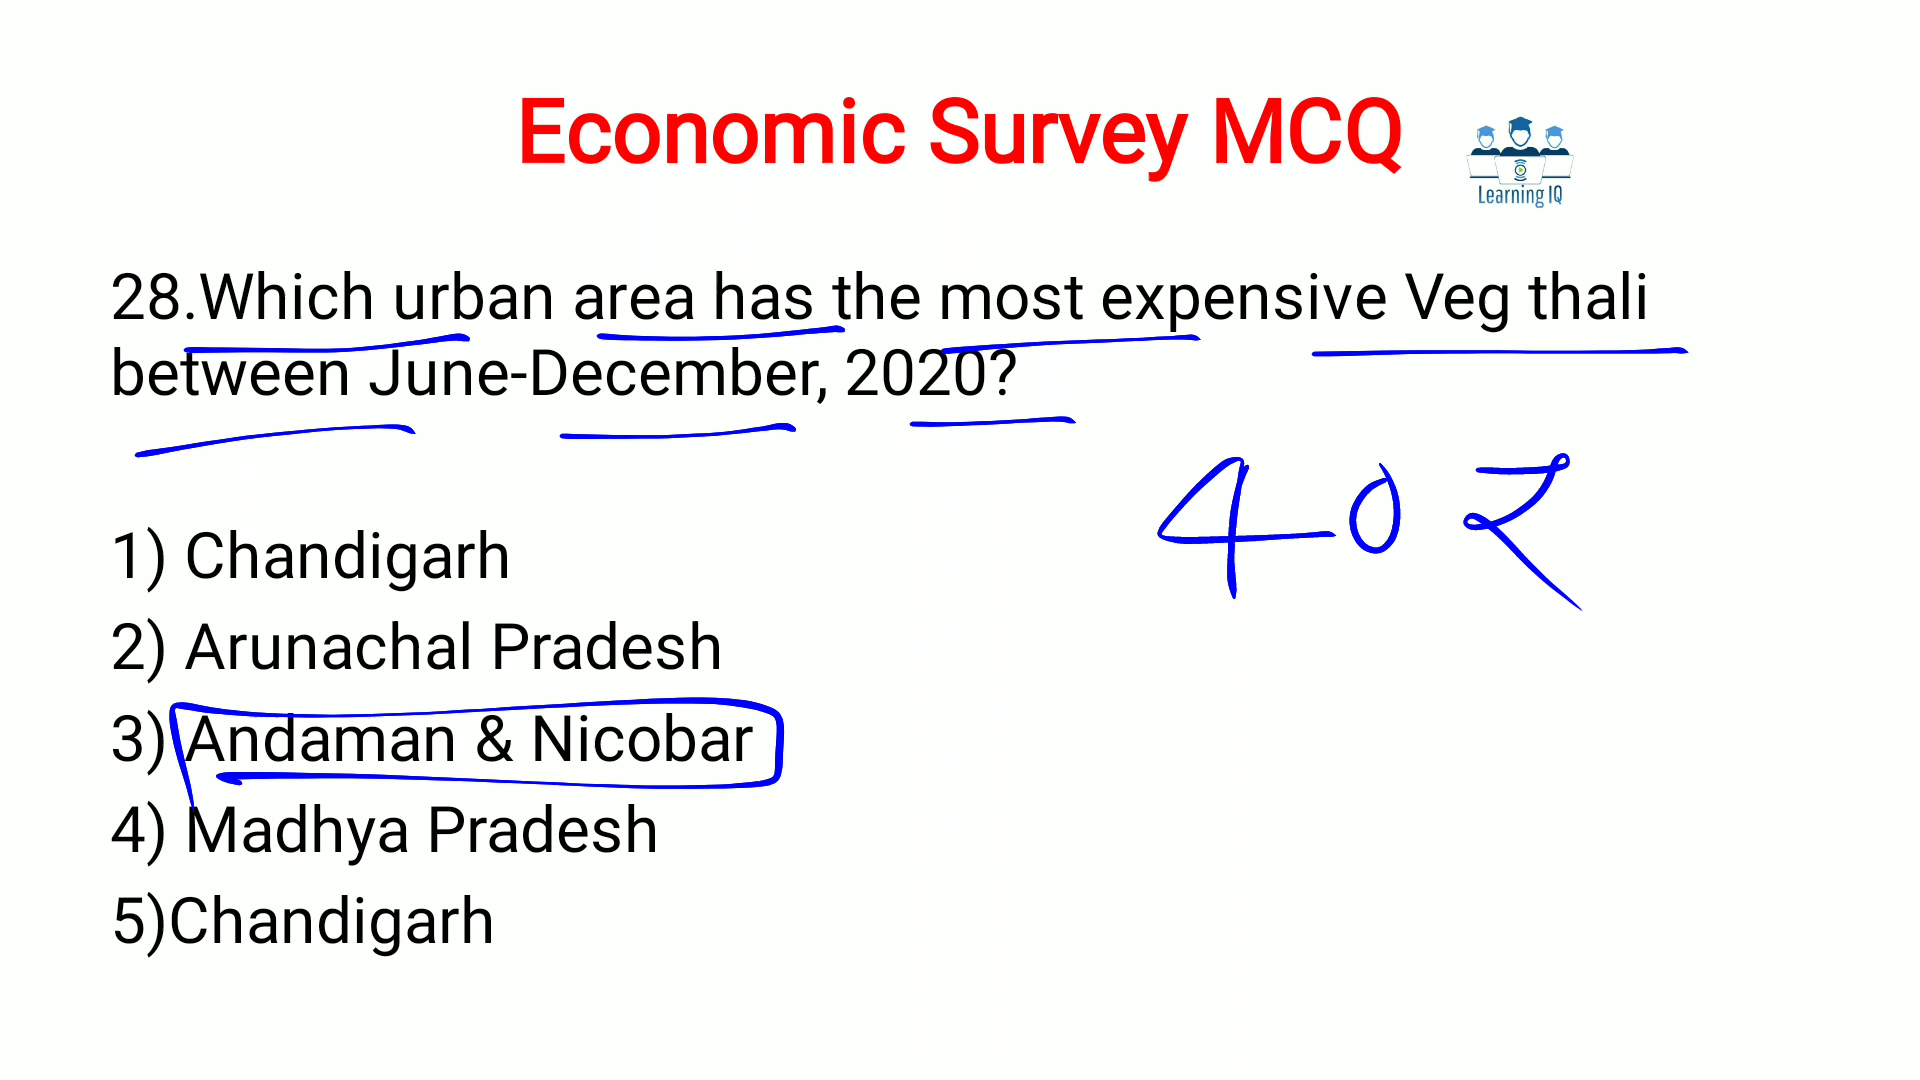 Economic Survey MCQ
Learning IQ
28.Which urban area has the most expensive Veg thali
between June-December, 2020?
40 ₹
1) Chandigarh
2) Arunachal Pradesh
3) Andaman & Nicobar
4) Madhya Pradesh
5)Chandigarh